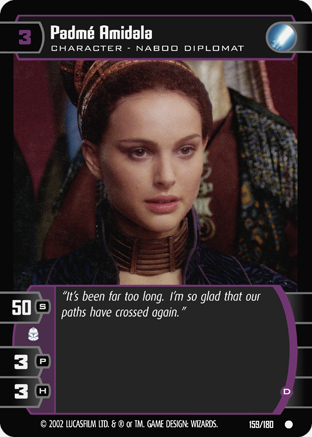 3
Padmé Amidala
CHARACTER - NABOO DIPLOMAT
50 S
"It's been far too long. I'm so glad that our
paths have crossed again."
3 P
3 H
D
© 2002 LUCASFILM LTD. & ® or TM. GAME DESIGN: WIZARDS. 159/180